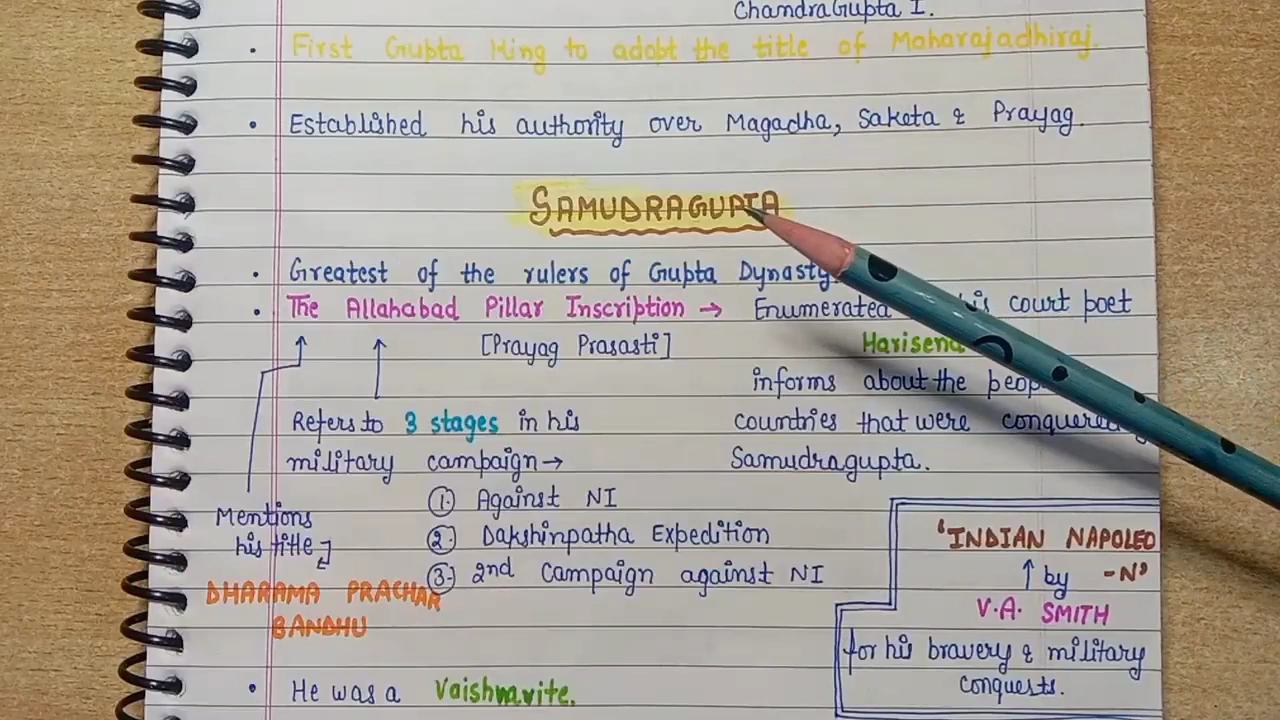 ChandraGupta I.
• First Gupta King to adopt the title of Maharajadhiraj.
• Established his authority over Magadha, Saketa & Prayag.
SAMUDRAGUPTA
• Greatest of the rulers of Gupta Dynasty
• The Allahabad Pillar Inscription → Enumerated court poet
[Prayag Prasasti]
Harisena
informs about the
countries that were conquered
Samudragupta.
Refers to 3 stages in his
military campaign →
① Against NI
② Dakshinpatha Expedition
③ 2nd Campaign against NI
Mentions
his title
DHARAMA PRACHAR
BANDHU
'INDIAN NAPOLEO
-N'
↑ by
V.A. SMITH
for his bravery & military
conquests.
• He was a Vaishnavite.